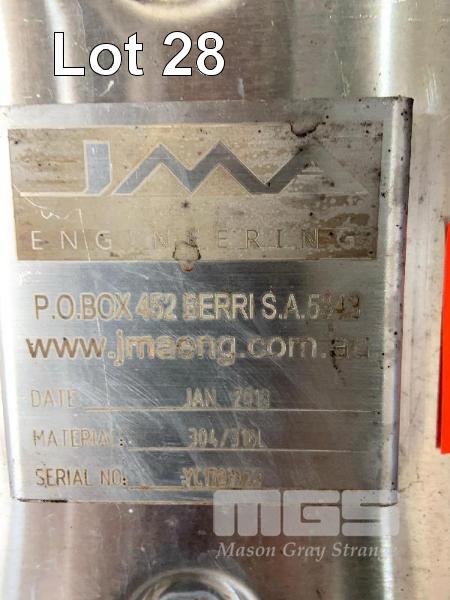 Lot 28
JMA
ENGINEERING
P.O.BOX 452 BERRI S.A.
www.jmaeng.com.au
DATE JAN
MATERIAL: 304/316L
SERIAL NO:
MGS
Mason Gray Strange